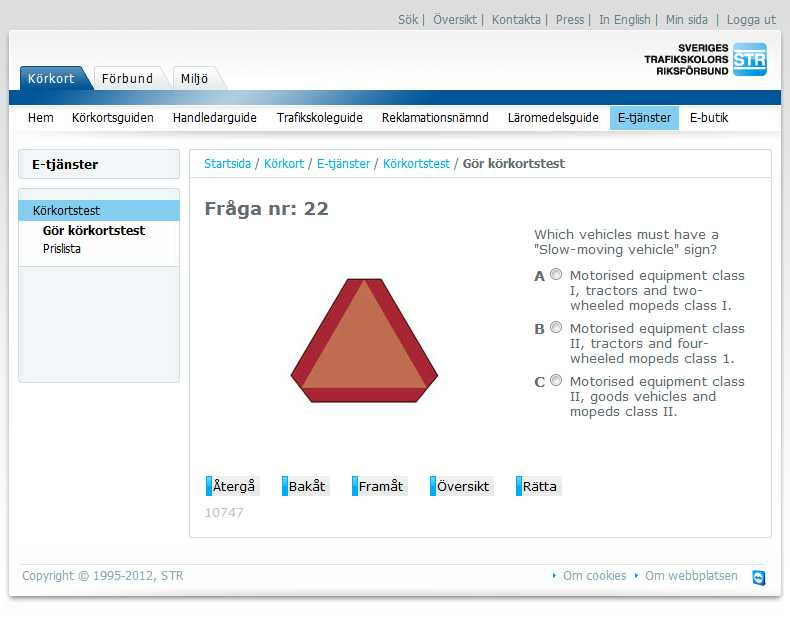 Sök | Översikt | Kontakta | Press | In English | Min sida | Logga ut
SVERIGES
TRAFIKSKOLORS
RIKSFÖRBUND
STR
Körkort Förbund Miljö
Hem Körkortsguiden Handledarguide Trafikskoleguide Reklamationsnämnd Läromedelsguide E-tjänster E-butik
E-tjänster
Körkortstest
Gör körkortstest
Prislista
Startsida / Körkort / E-tjänster / Körkortstest / Gör körkortstest
Fråga nr: 22
Which vehicles must have a
"Slow-moving vehicle" sign?
A Motorised equipment class
I, tractors and two-
wheeled mopeds class I.
B Motorised equipment class
II, tractors and four-
wheeled mopeds class 1.
C Motorised equipment class
II, goods vehicles and
mopeds class II.
Återgå Bakåt Framåt Översikt Rätta
10747
Copyright © 1995-2012, STR
Om cookies Om webbplatsen